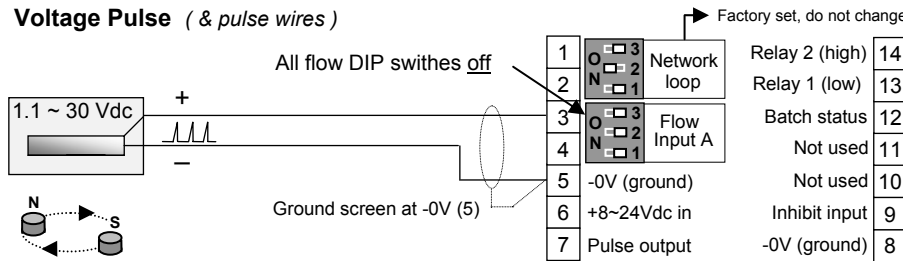 Voltage Pulse ( & pulse wires )
Factory set, do not change
All flow DIP swithes off
1.1 ~ 30 Vdc
+
–
N
S
Ground screen at -0V (5)
1
2
3
4
5
6
7
O N
3
2
1
Network loop
O N
3
2
1
Flow Input A
-0V (ground)
+8~24Vdc in
Pulse output
Relay 2 (high) 14
Relay 1 (low) 13
Batch status 12
Not used 11
Not used 10
Inhibit input 9
-0V (ground) 8